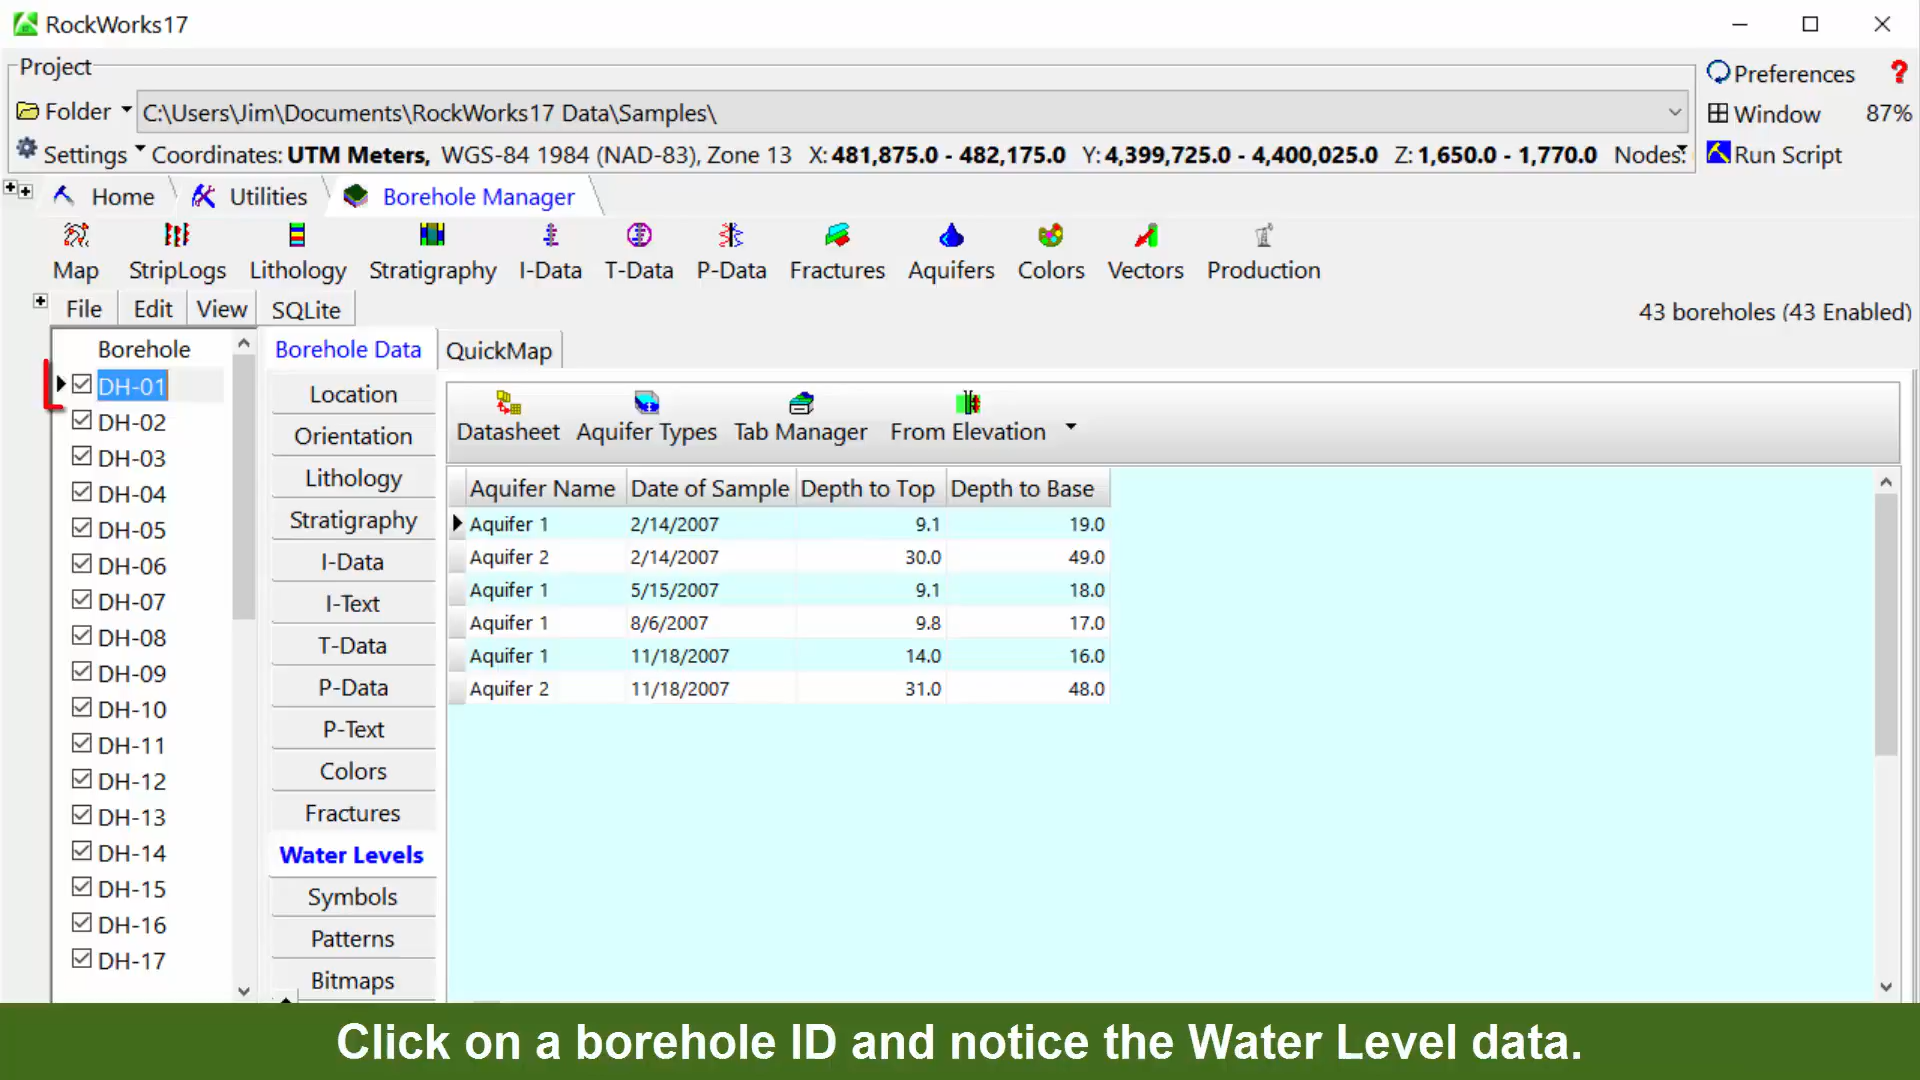 RockWorks17
Project
Preferences ?
Folder C:\Users\Jim\Documents\RockWorks17 Data\Samples\
Window 87%
Settings Coordinates: UTM Meters, WGS-84 1984 (NAD-83), Zone 13 X: 481,875.0 - 482,175.0 Y: 4,399,725.0 - 4,400,025.0 Z: 1,650.0 - 1,770.0 Nodes:
Run Script
Home Utilities Borehole Manager
Map StripLogs Lithology Stratigraphy I-Data T-Data P-Data Fractures Aquifers Colors Vectors Production
File Edit View SQLite
43 boreholes (43 Enabled)
Borehole
DH-01
DH-02
DH-03
DH-04
DH-05
DH-06
DH-07
DH-08
DH-09
DH-10
DH-11
DH-12
DH-13
DH-14
DH-15
DH-16
DH-17
Borehole Data QuickMap
Location
Orientation
Lithology
Stratigraphy
I-Data
I-Text
T-Data
P-Data
P-Text
Colors
Fractures
Water Levels
Symbols
Patterns
Bitmaps
Datasheet Aquifer Types Tab Manager From Elevation
Aquifer Name Date of Sample Depth to Top Depth to Base
Aquifer 1 2/14/2007 9.1 19.0
Aquifer 2 2/14/2007 30.0 49.0
Aquifer 1 5/15/2007 9.1 18.0
Aquifer 1 8/6/2007 9.8 17.0
Aquifer 1 11/18/2007 14.0 16.0
Aquifer 2 11/18/2007 31.0 48.0
Click on a borehole ID and notice the Water Level data.